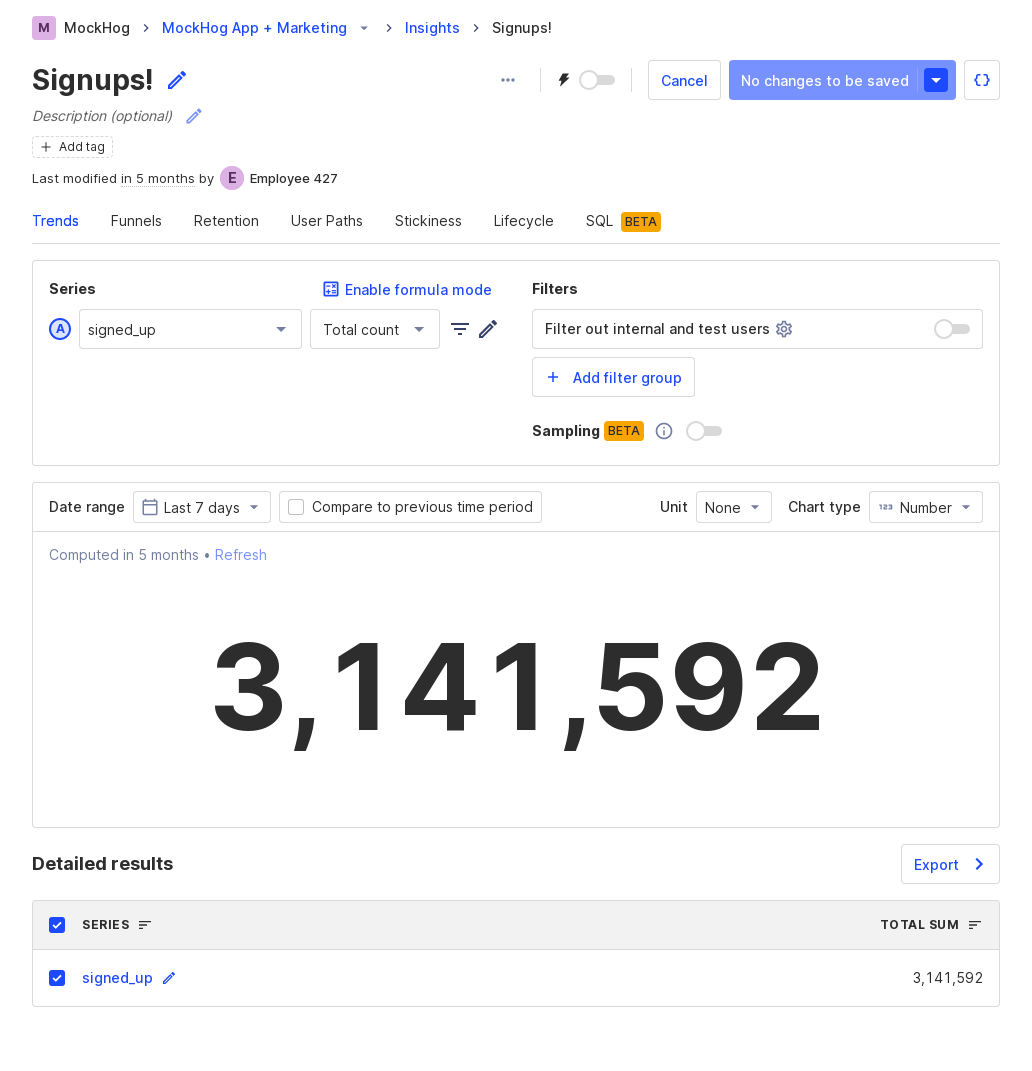 M MockHog MockHog App + Marketing Insights Signups!
Signups!
Cancel No changes to be saved
Description (optional)
Add tag
Last modified in 5 months by E Employee 427
Trends Funnels Retention User Paths Stickiness Lifecycle SQL BETA
Series Enable formula mode Filters
A signed_up Total count Filter out internal and test users
Add filter group
Sampling BETA
Date range Last 7 days Compare to previous time period Unit None Chart type 123 Number
Computed in 5 months • Refresh
3,141,592
Detailed results Export
SERIES TOTAL SUM
signed_up 3,141,592